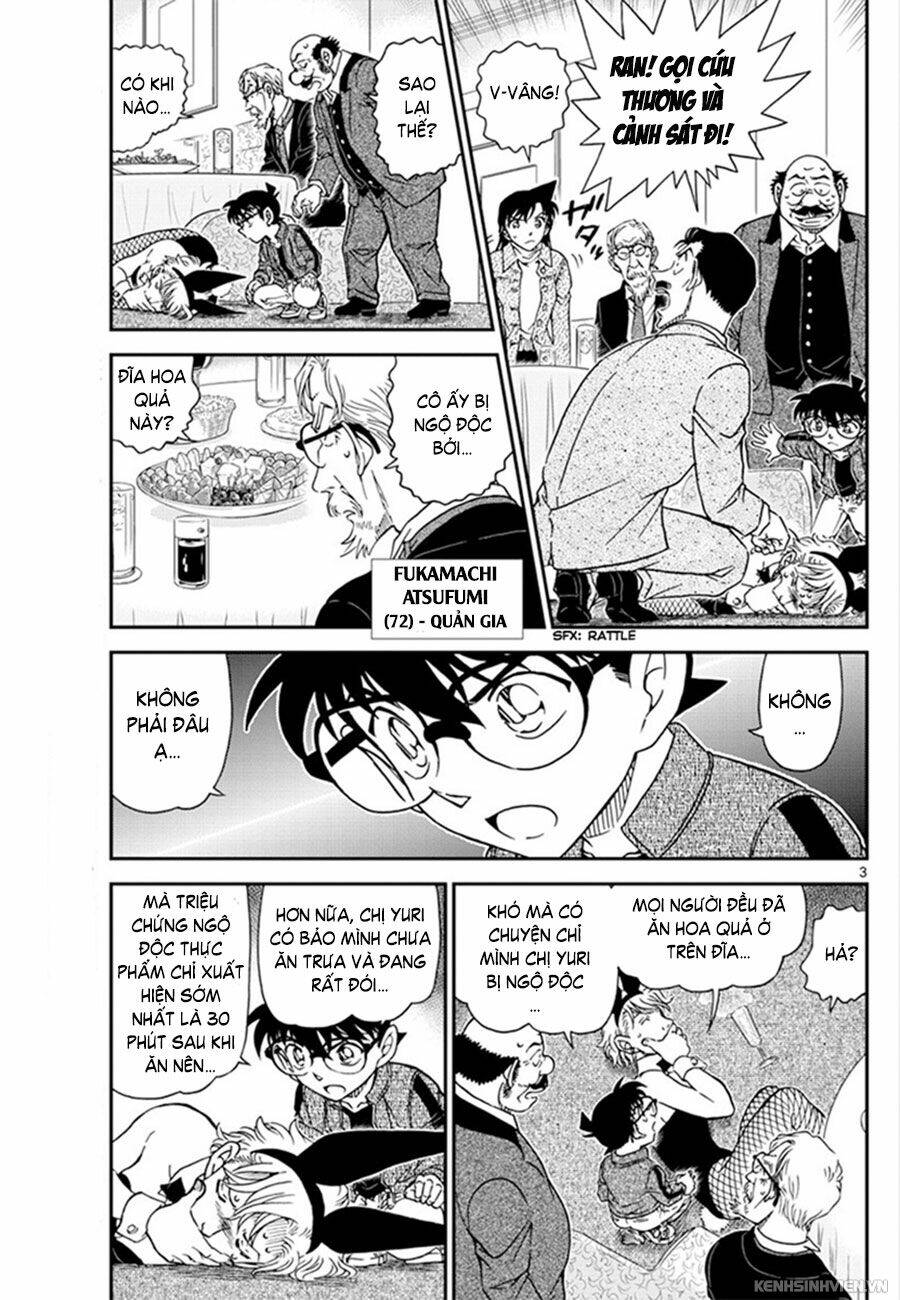 RAN! GỌI CỨU
THƯƠNG VÀ
CẢNH SÁT ĐI!
V-VÂNG!
ガ
タ
SFX: RATTLE
SAO
LẠI
THẾ?
CÓ KHI
NÀO...
CÔ ẤY BỊ
NGỘ ĐỘC
BỞI...
ĐĨA HOA
QUẢ
NÀY?
FUKAMACHI
ATSUFUMI
(72) - QUẢN GIA
KHÔNG
...
KHÔNG
PHẢI ĐÂU
Ạ...
3
HẢ?
MỌI NGƯỜI ĐỀU ĐÃ
ĂN HOA QUẢ Ở
TRÊN ĐĨA...
KHÓ MÀ CÓ
CHUYỆN CHỈ
MÌNH CHỊ YURI
BỊ NGỘ ĐỘC
...
HƠN NỮA, CHỊ YURI
CÓ BẢO MÌNH CHƯA
ĂN TRƯA VÀ ĐANG
RẤT ĐÓI...
MÀ TRIỆU
CHỨNG NGỘ
ĐỘC THỰC
PHẨM CHỈ XUẤT
HIỆN SỚM
NHẤT LÀ 30
PHÚT SAU KHI
ĂN NÊN...
KENHSINHVIEN.VN